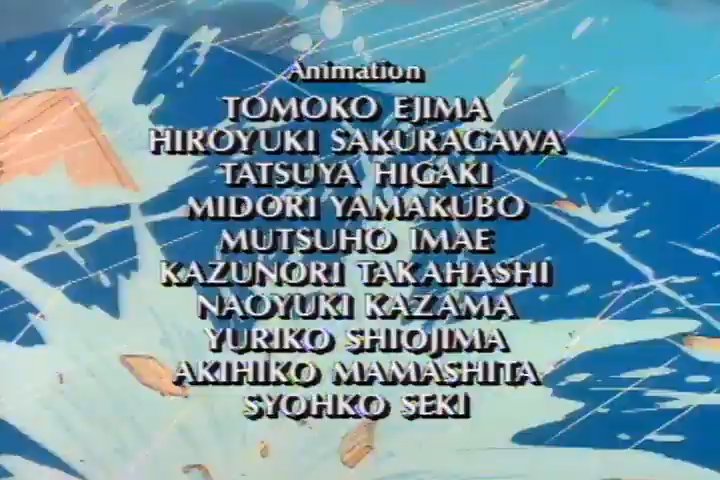 Animation
TOMOKO EJIMA
HIROYUKI SAKURAGAWA
TATSUYA HIGAKI
MIDORI YAMAKUBO
MUTSUHO IMAE
KAZUNORI TAKAHASHI
NAOYUKI KAZAMA
YURIKO SHIOJIMA
AKIHIKO MAMASHITA
SYOHKO SEKI